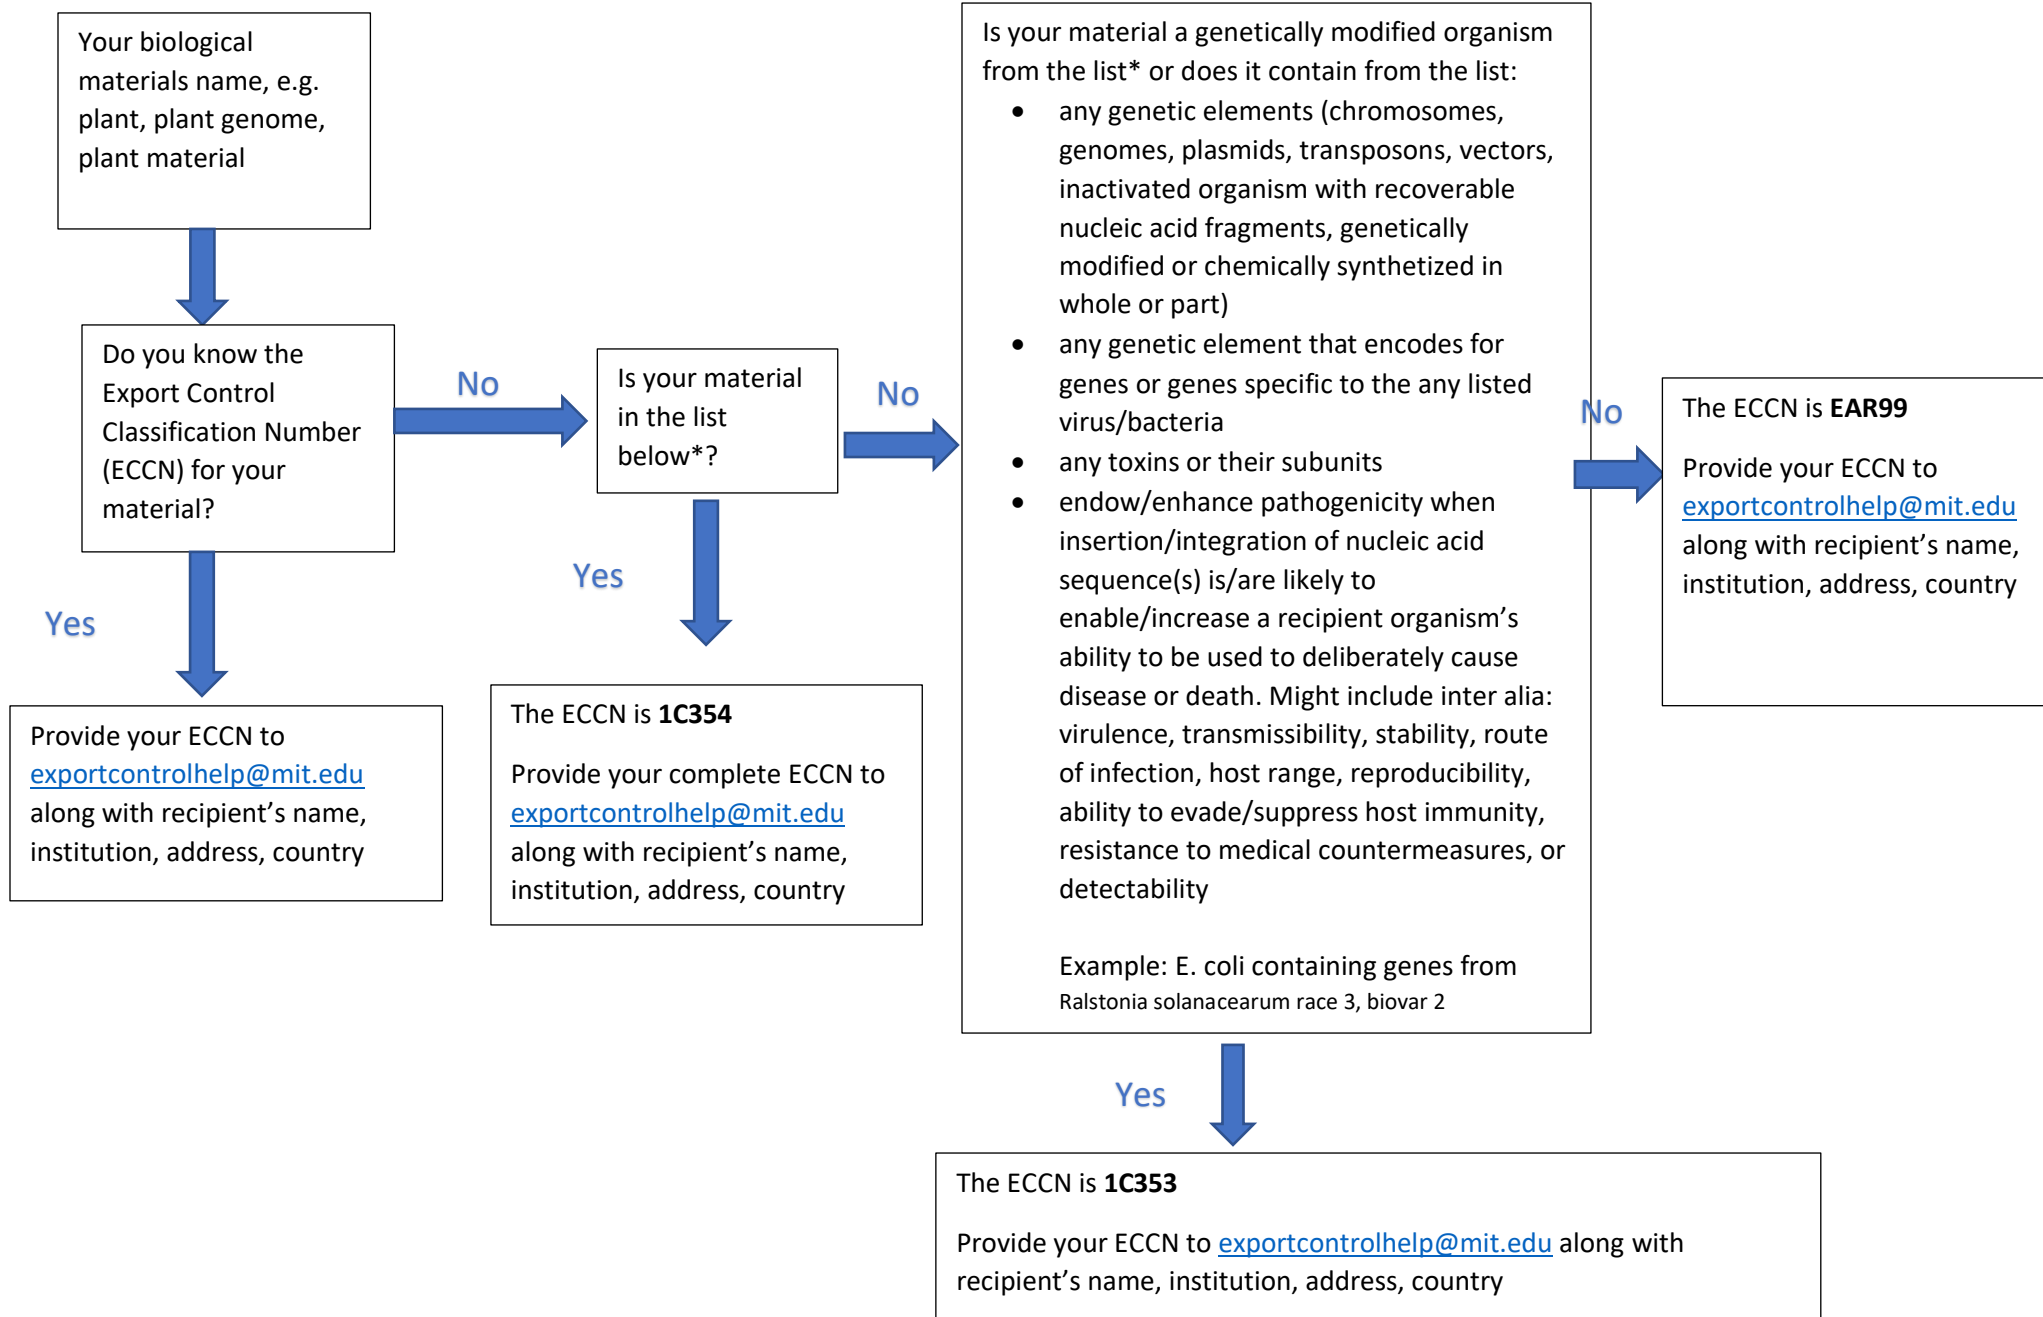 Your biological
materials name, e.g.
plant, plant genome,
plant material
Do you know the
Export Control
Classification Number
(ECCN) for your
material?
No
Yes
Provide your ECCN to
exportcontrolhelp@mit.edu
along with recipient's name,
institution, address, country
Is your material
in the list
below*?
No
Yes
The ECCN is 1C354
Provide your complete ECCN to
exportcontrolhelp@mit.edu
along with recipient's name,
institution, address, country
Is your material a genetically modified organism
from the list* or does it contain from the list:
• any genetic elements (chromosomes,
genomes, plasmids, transposons, vectors,
inactivated organism with recoverable
nucleic acid fragments, genetically
modified or chemically synthetized in
whole or part)
• any genetic element that encodes for
genes or genes specific to the any listed
virus/bacteria
• any toxins or their subunits
• endow/enhance pathogenicity when
insertion/integration of nucleic acid
sequence(s) is/are likely to
enable/increase a recipient organism's
ability to be used to deliberately cause
disease or death. Might include inter alia:
virulence, transmissibility, stability, route
of infection, host range, reproducibility,
ability to evade/suppress host immunity,
resistance to medical countermeasures, or
detectability
Example: E. coli containing genes from
Ralstonia solanacearum race 3, biovar 2
No
Yes
The ECCN is EAR99
Provide your ECCN to
exportcontrolhelp@mit.edu
along with recipient's name,
institution, address, country
The ECCN is 1C353
Provide your ECCN to exportcontrolhelp@mit.edu along with
recipient's name, institution, address, country